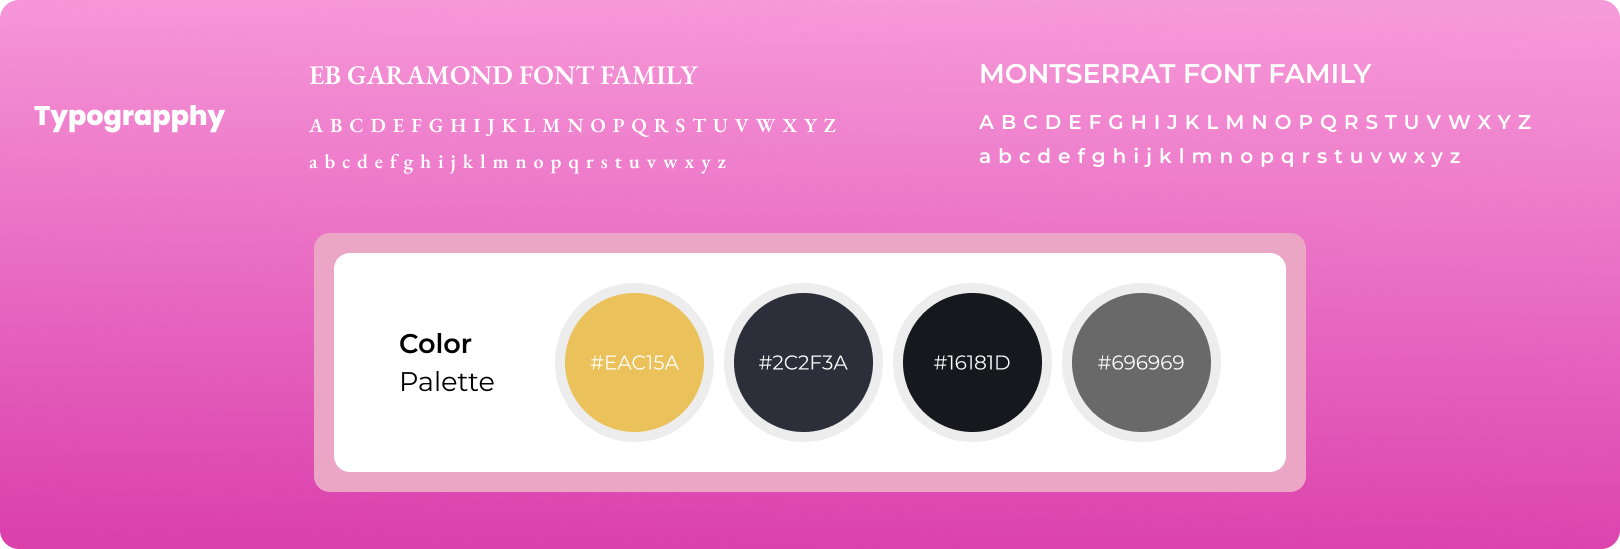 Typograpphy
EB GARAMOND FONT FAMILY
A B C D E F G H I J K L M N O P Q R S T U V W X Y Z
a b c d e f g h i j k l m n o p q r s t u v w x y z
MONTSERRAT FONT FAMILY
A B C D E F G H I J K L M N O P Q R S T U V W X Y Z
a b c d e f g h i j k l m n o p q r s t u v w x y z
Color
Palette
#EAC15A
#2C2F3A
#16181D
#696969